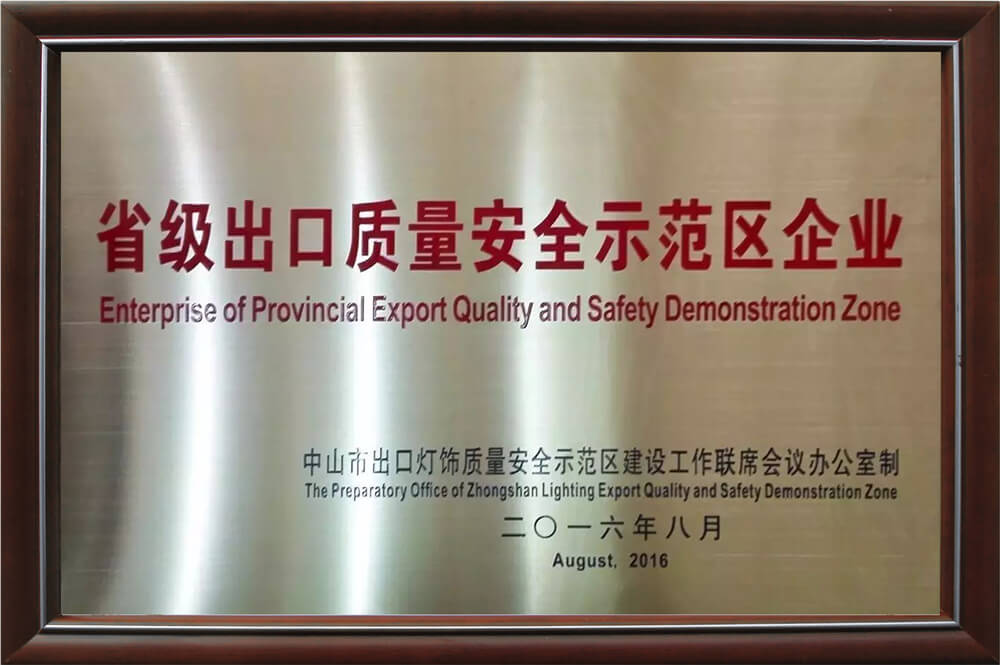 省级出口质量安全示范区企业
Enterprise of Provincial Export Quality and Safety Demonstration Zone
中山市出口灯饰质量安全示范区建设工作联席会议办公室制
The Preparatory Office of Zhongshan Lighting Export Quality and Safety Demonstration Zone
二〇一六年八月
August, 2016